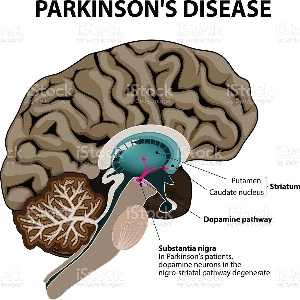 PARKINSON'S DISEASE
Putamen
Caudate nucleus
Striatum
Dopamine pathway
Substantia nigra
In Parkinson's patients,
dopamine neurons in the
nigro-striatal pathway degenerate
iStock